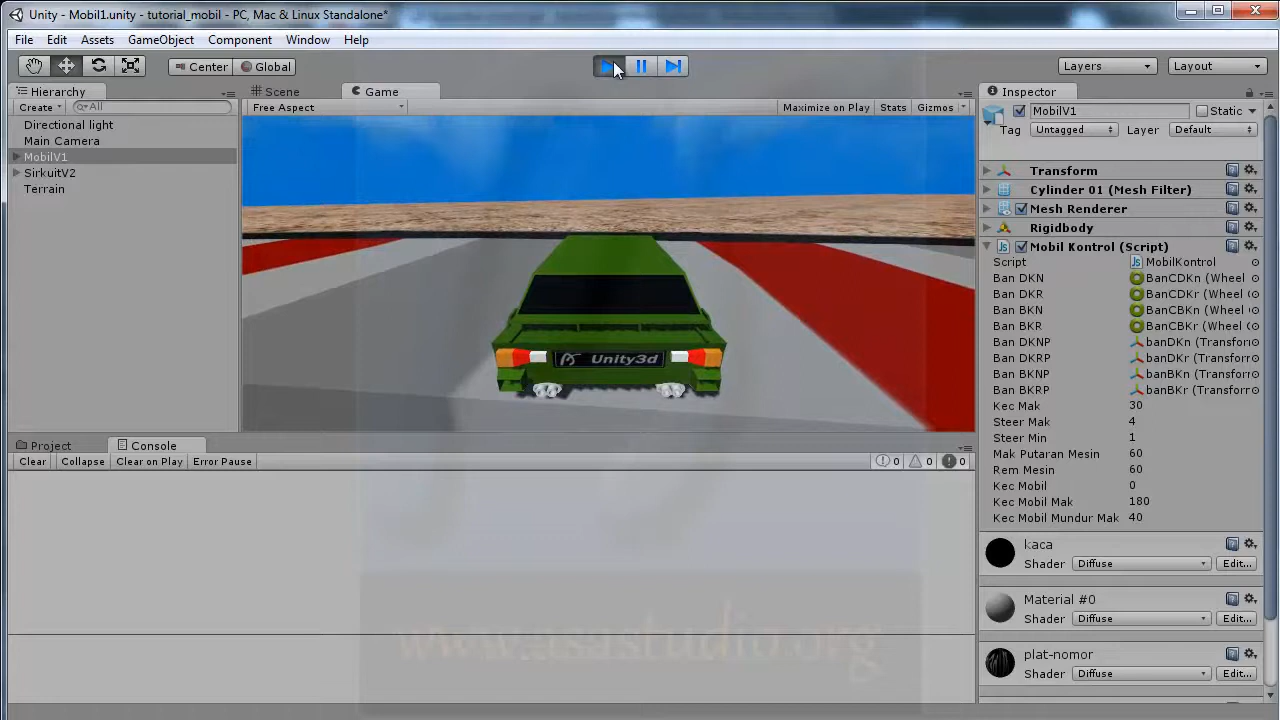 Unity - Mobil1.unity - tutorial_mobil - PC, Mac & Linux Standalone*
File Edit Assets GameObject Component Window Help
Center Global Layers Layout
Hierarchy
Create All
Directional light
Main Camera
MobilV1
SirkuitV2
Terrain
Scene Game
Free Aspect Maximize on Play Stats Gizmos
Unity3d
Project Console
Clear Collapse Clear on Play Error Pause 0 0 0
www.asastudio.org
Inspector
MobilV1 Static
Tag Untagged Layer Default
Transform
Cylinder 01 (Mesh Filter)
Mesh Renderer
Rigidbody
Mobil Kontrol (Script)
Script MobilKontrol
Ban DKN BanCDKn (Wheel
Ban DKR BanCDKr (Wheel
Ban BKN BanCBKn (Wheel
Ban BKR BanCBKr (Wheel
Ban DKNP banDKn (Transform
Ban DKRP banDKr (Transform
Ban BKNP banBKn (Transform
Ban BKRP banBKr (Transform
Kec Mak 30
Steer Mak 4
Steer Min 1
Mak Putaran Mesin 60
Rem Mesin 60
Kec Mobil 0
Kec Mobil Mak 180
Kec Mobil Mundur Mak 40
kaca
Shader Diffuse Edit...
Material #0
Shader Diffuse Edit...
plat-nomor
Shader Diffuse Edit...